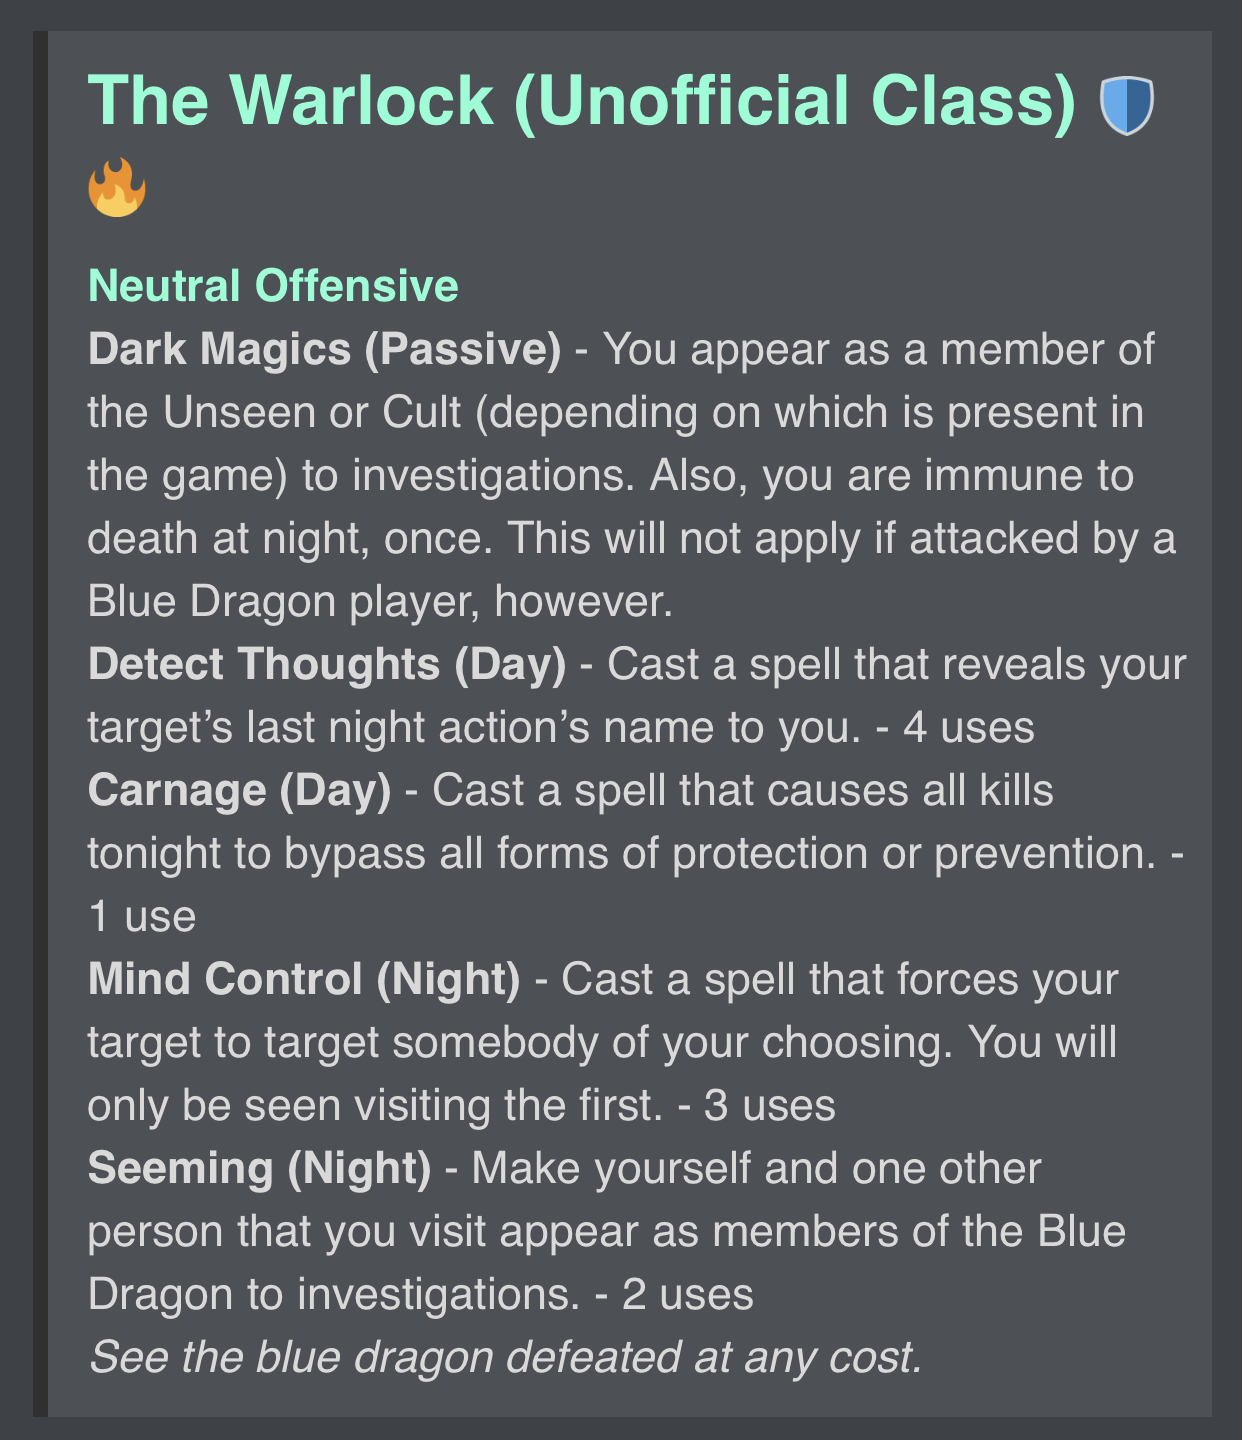 The Warlock (Unofficial Class) 🛡️
🔥
Neutral Offensive
Dark Magics (Passive) - You appear as a member of
the Unseen or Cult (depending on which is present in
the game) to investigations. Also, you are immune to
death at night, once. This will not apply if attacked by a
Blue Dragon player, however.
Detect Thoughts (Day) - Cast a spell that reveals your
target’s last night action’s name to you. - 4 uses
Carnage (Day) - Cast a spell that causes all kills
tonight to bypass all forms of protection or prevention. -
1 use
Mind Control (Night) - Cast a spell that forces your
target to target somebody of your choosing. You will
only be seen visiting the first. - 3 uses
Seeming (Night) - Make yourself and one other
person that you visit appear as members of the Blue
Dragon to investigations. - 2 uses
See the blue dragon defeated at any cost.